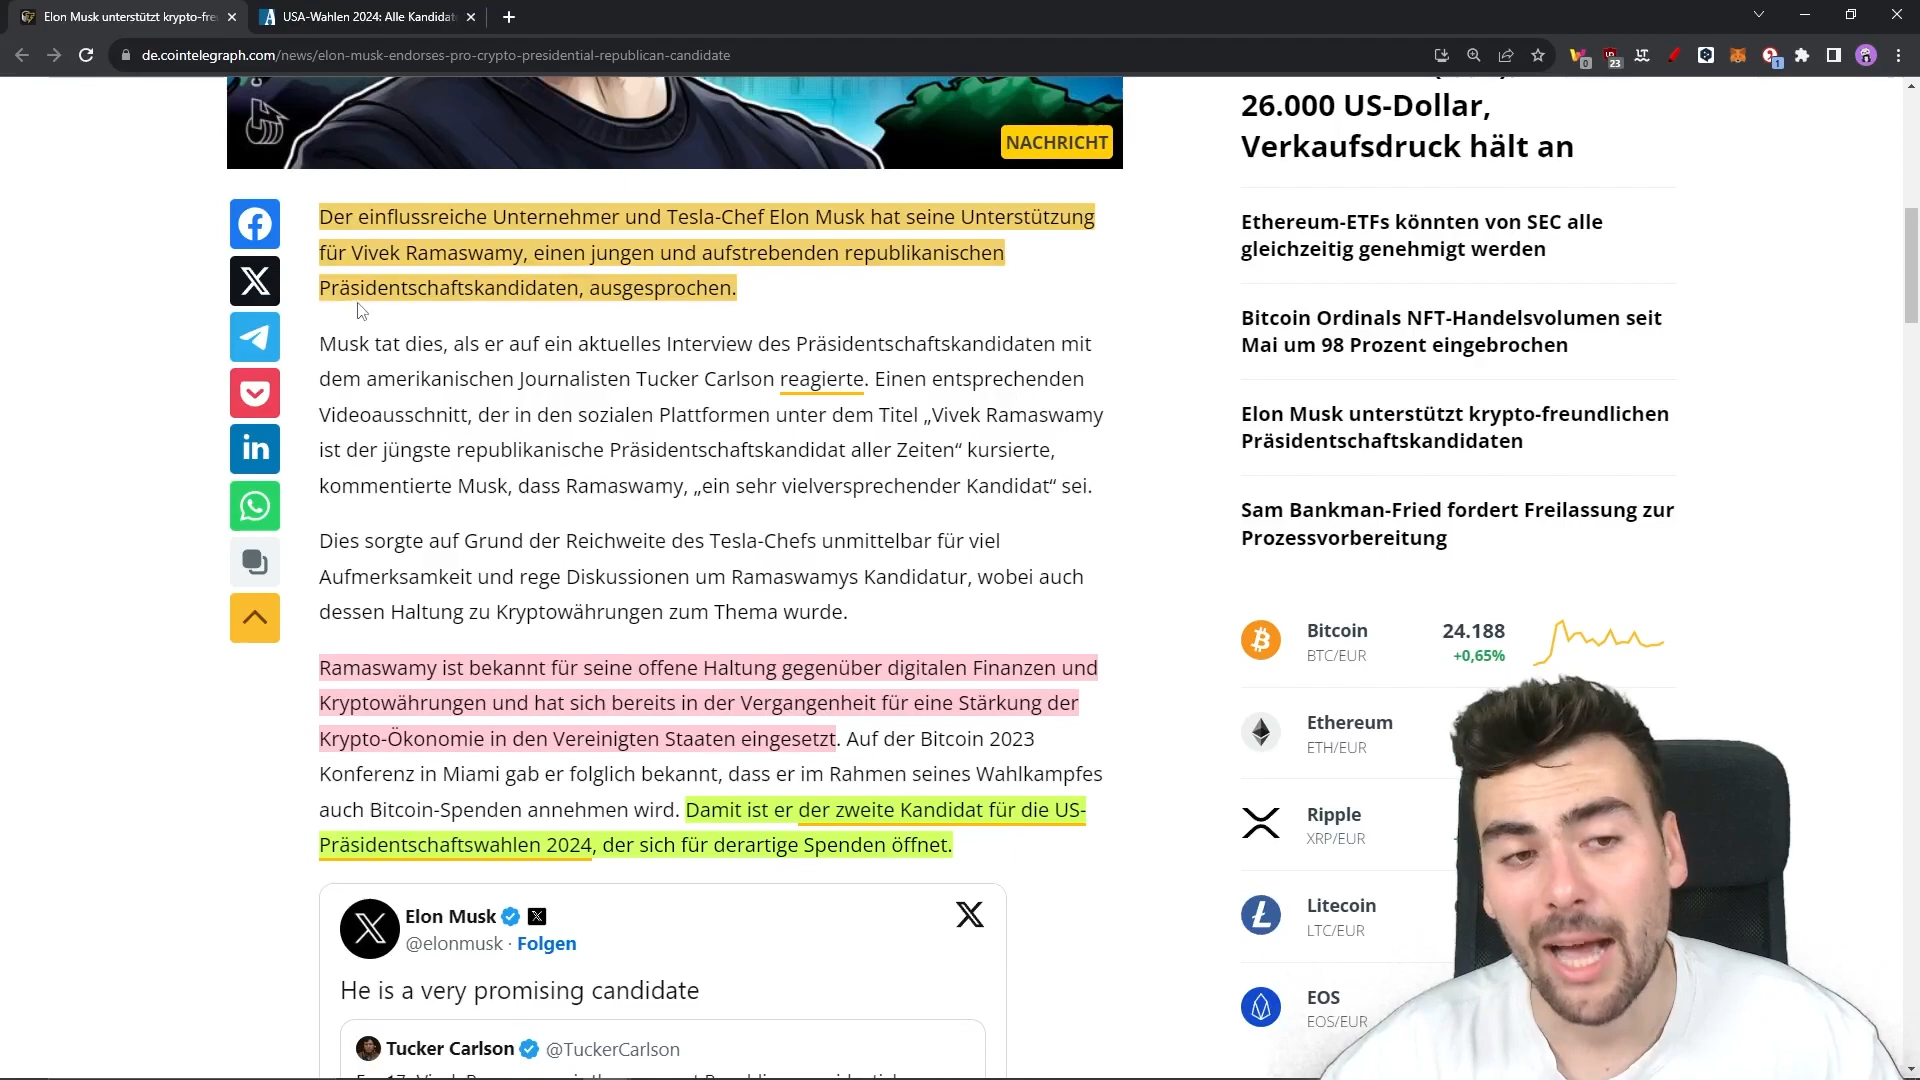 Elon Musk unterstützt krypto-fre
USA-Wahlen 2024: Alle Kandidat
de.cointelegraph.com/news/elon-musk-endorses-pro-crypto-presidential-republican-candidate
0
23
1
NACHRICHT
Der einflussreiche Unternehmer und Tesla-Chef Elon Musk hat seine Unterstützung
für Vivek Ramaswamy, einen jungen und aufstrebenden republikanischen
Präsidentschaftskandidaten, ausgesprochen.
Musk tat dies, als er auf ein aktuelles Interview des Präsidentschaftskandidaten mit
dem amerikanischen Journalisten Tucker Carlson reagierte. Einen entsprechenden
Videoausschnitt, der in den sozialen Plattformen unter dem Titel „Vivek Ramaswamy
ist der jüngste republikanische Präsidentschaftskandidat aller Zeiten“ kursierte,
kommentierte Musk, dass Ramaswamy, „ein sehr vielversprechender Kandidat“ sei.
Dies sorgte auf Grund der Reichweite des Tesla-Chefs unmittelbar für viel
Aufmerksamkeit und rege Diskussionen um Ramaswamys Kandidatur, wobei auch
dessen Haltung zu Kryptowährungen zum Thema wurde.
Ramaswamy ist bekannt für seine offene Haltung gegenüber digitalen Finanzen und
Kryptowährungen und hat sich bereits in der Vergangenheit für eine Stärkung der
Krypto-Ökonomie in den Vereinigten Staaten eingesetzt. Auf der Bitcoin 2023
Konferenz in Miami gab er folglich bekannt, dass er im Rahmen seines Wahlkampfes
auch Bitcoin-Spenden annehmen wird. Damit ist er der zweite Kandidat für die US-
Präsidentschaftswahlen 2024, der sich für derartige Spenden öffnet.
Elon Musk
@elonmusk · Folgen
He is a very promising candidate
Tucker Carlson @TuckerCarlson
26.000 US-Dollar,
Verkaufsdruck hält an
Ethereum-ETFs könnten von SEC alle
gleichzeitig genehmigt werden
Bitcoin Ordinals NFT-Handelsvolumen seit
Mai um 98 Prozent eingebrochen
Elon Musk unterstützt krypto-freundlichen
Präsidentschaftskandidaten
Sam Bankman-Fried fordert Freilassung zur
Prozessvorbereitung
Bitcoin 24.188
BTC/EUR +0,65%
Ethereum
ETH/EUR
Ripple
XRP/EUR
Litecoin
LTC/EUR
EOS
EOS/EUR